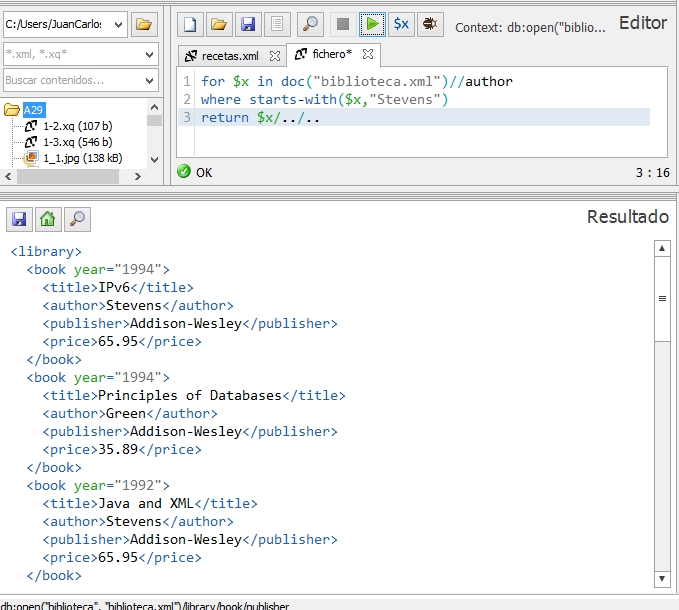 C:/Users/JuanCarlo:
Context: db:open("biblio...
Editor
*.xml, *.xq*
recetas.xml
fichero*
Buscar contenidos...
1 for $x in doc("biblioteca.xml")//author
2 where starts-with($x,"Stevens")
3 return $x/../..
A29
1-2.xq (107 b)
1-3.xq (546 b)
1_1.jpg (138 kB)
OK
3 : 16
Resultado
<library>
<book year="1994">
<title>IPv6</title>
<author>Stevens</author>
<publisher>Addison-Wesley</publisher>
<price>65.95</price>
</book>
<book year="1994">
<title>Principles of Databases</title>
<author>Green</author>
<publisher>Addison-Wesley</publisher>
<price>35.89</price>
</book>
<book year="1992">
<title>Java and XML</title>
<author>Stevens</author>
<publisher>Addison-Wesley</publisher>
<price>65.95</price>
</book>
db:open("biblioteca", "biblioteca.xml")/library/book/publisher